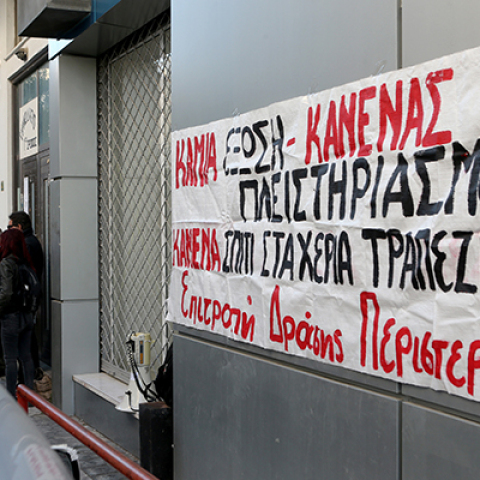 ΚΑΜΙΑ ΕΞΩΣΗ - ΚΑΝΕΝΑΣ
ΠΛΕΙΣΤΗΡΙΑΣΜ
ΚΑΝΕΝΑ ΣΠΙΤΙ ΣΤΑ ΧΕΡΙΑ ΤΡΑΠΕΖ
Επιτροπή Δράσης Περιστερ